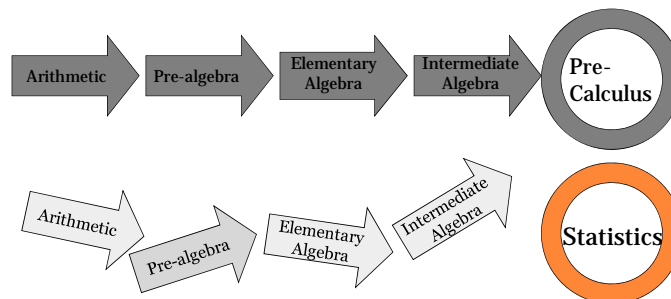 Arithmetic
Pre-algebra
Elementary
Algebra
Intermediate
Algebra
Pre-
Calculus
Arithmetic
Pre-algebra
Elementary
Algebra
Intermediate
Algebra
Statistics